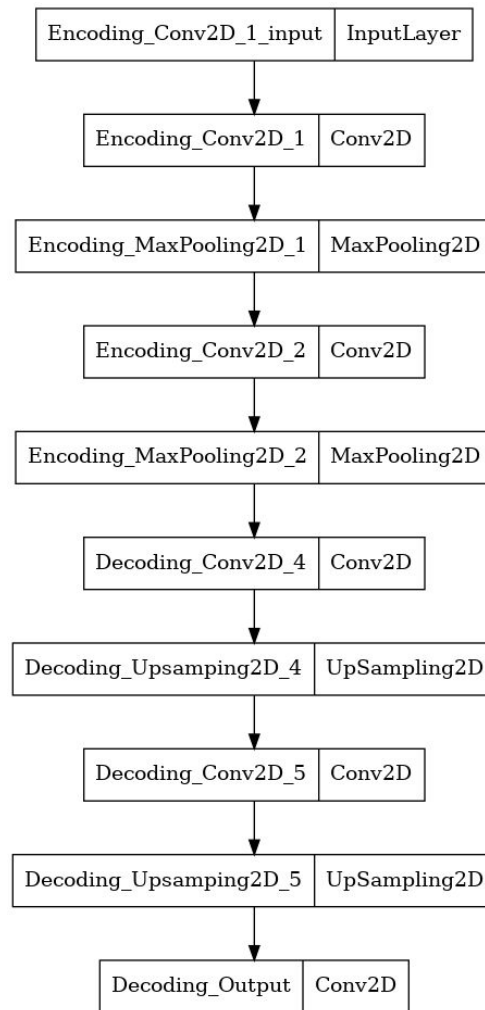 Encoding_Conv2D_1_input InputLayer
Encoding_Conv2D_1 Conv2D
Encoding_MaxPooling2D_1 MaxPooling2D
Encoding_Conv2D_2 Conv2D
Encoding_MaxPooling2D_2 MaxPooling2D
Decoding_Conv2D_4 Conv2D
Decoding_Upsamping2D_4 UpSampling2D
Decoding_Conv2D_5 Conv2D
Decoding_Upsamping2D_5 UpSampling2D
Decoding_Output Conv2D